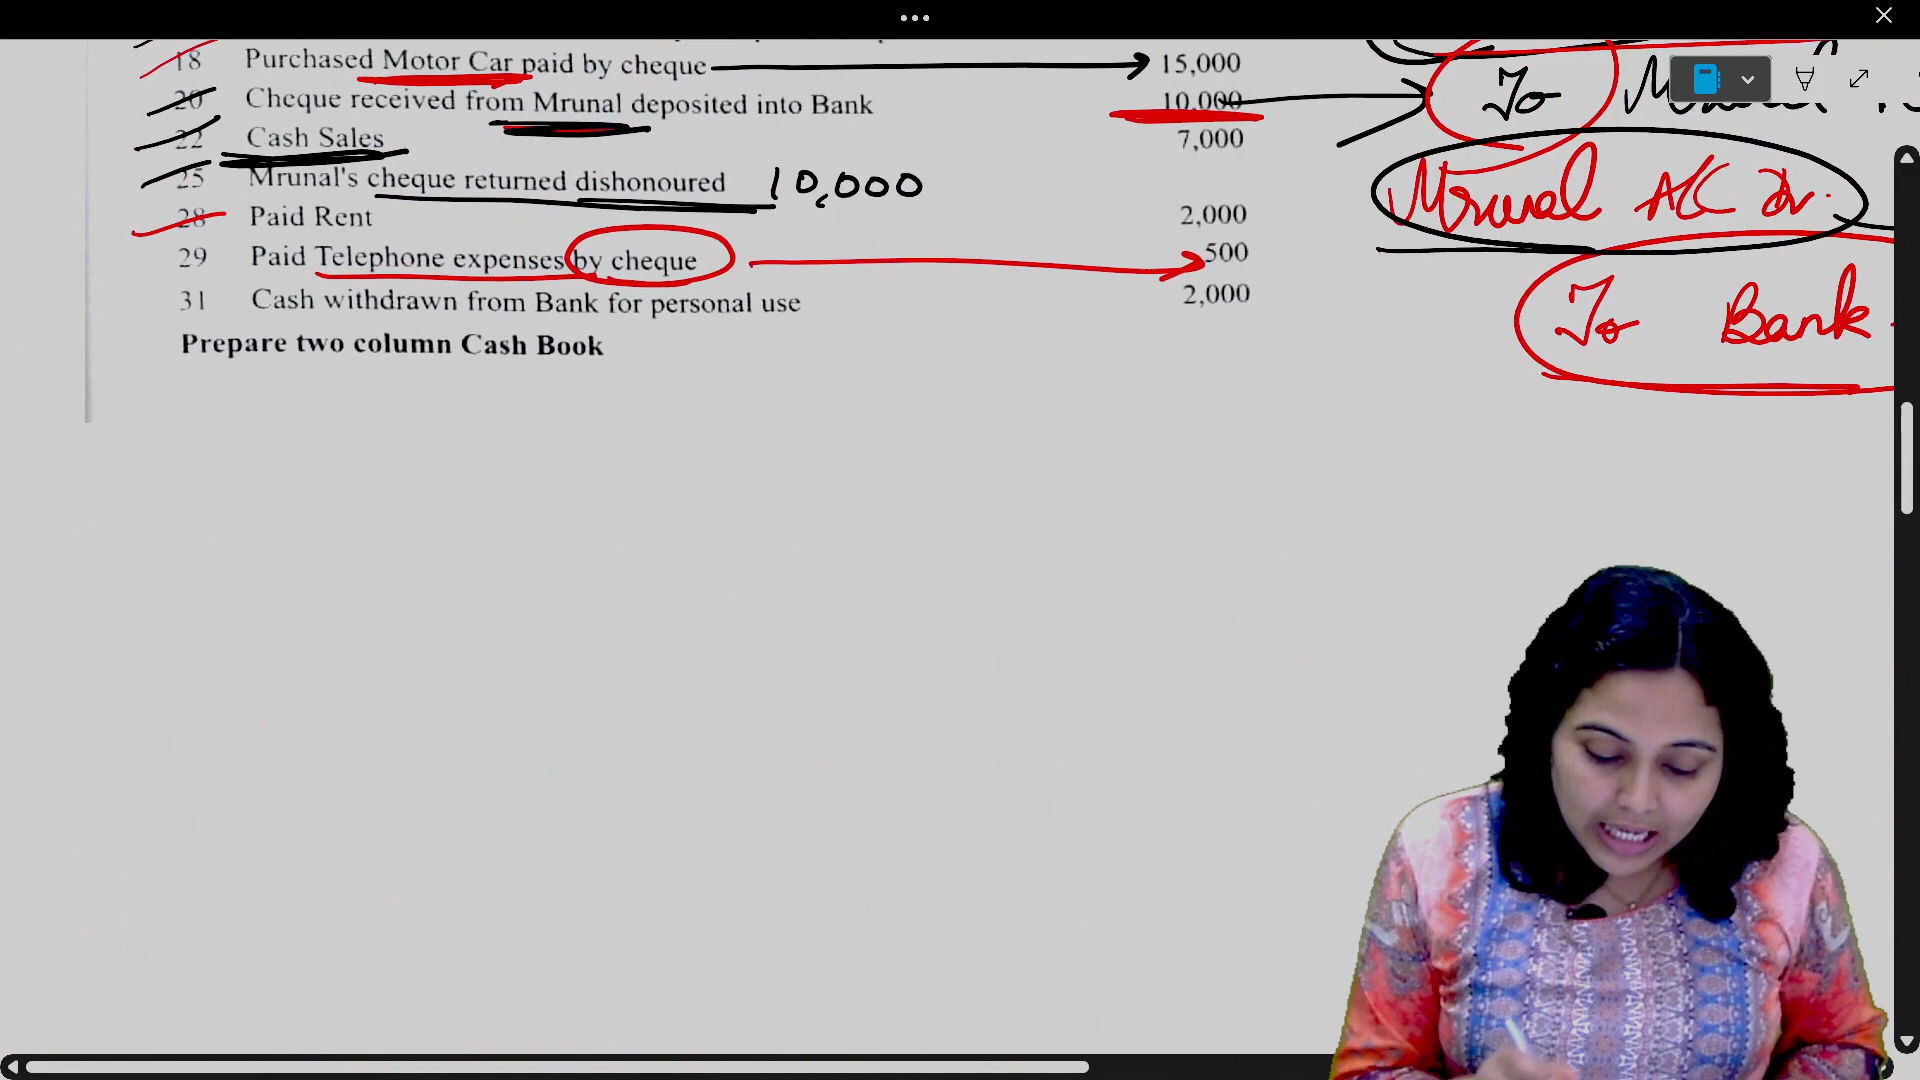 18 Purchased Motor Car paid by cheque 15,000
20 Cheque received from Mrunal deposited into Bank 10,000 To
22 Cash Sales 7,000
25 Mrunal's cheque returned dishonoured 10,000 Mrunal A/C Dr.
28 Paid Rent 2,000
29 Paid Telephone expenses by cheque 500
31 Cash withdrawn from Bank for personal use 2,000 To Bank
Prepare two column Cash Book